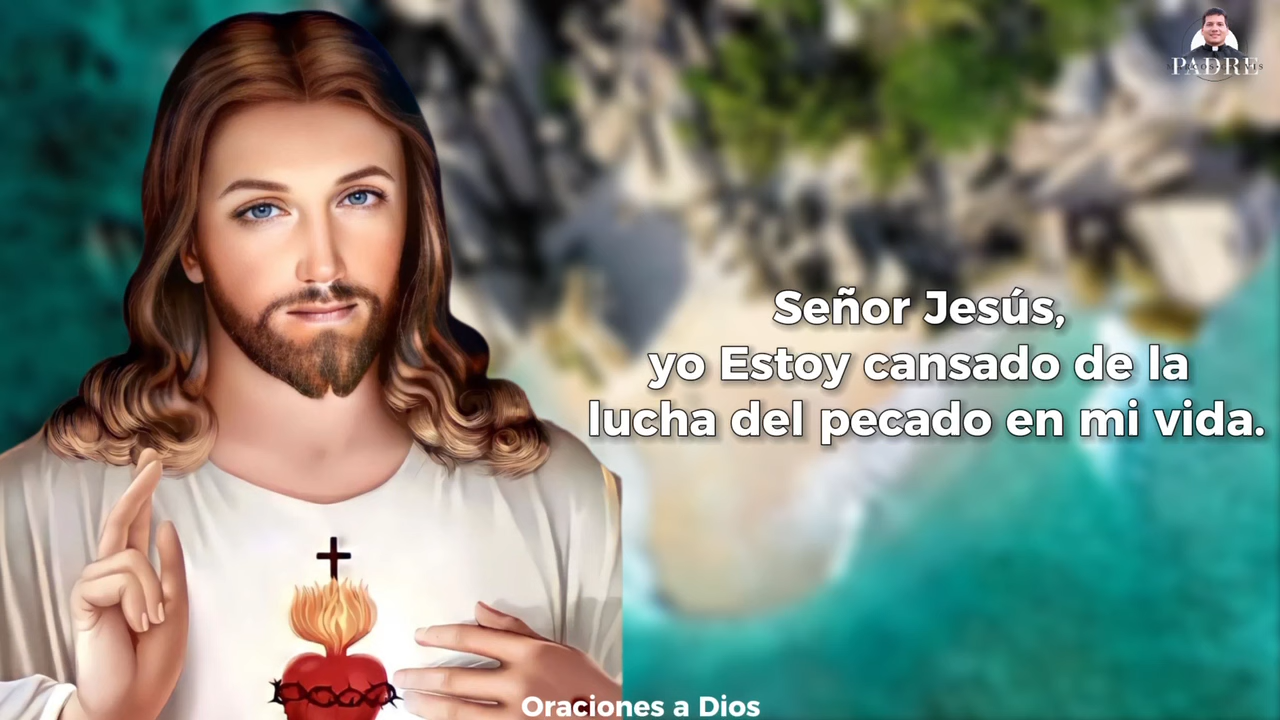 PADRE
Señor Jesús,
yo Estoy cansado de la
lucha del pecado en mi vida.
Oraciones a Dios